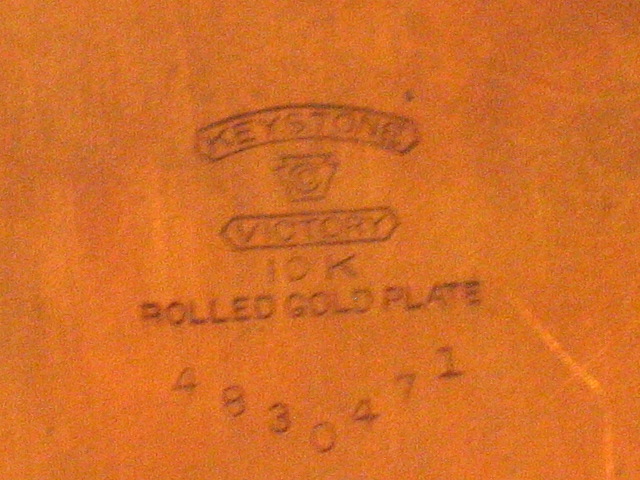 KEYSTONE
VICTORY
10 K
ROLLED GOLD PLATE
4830471